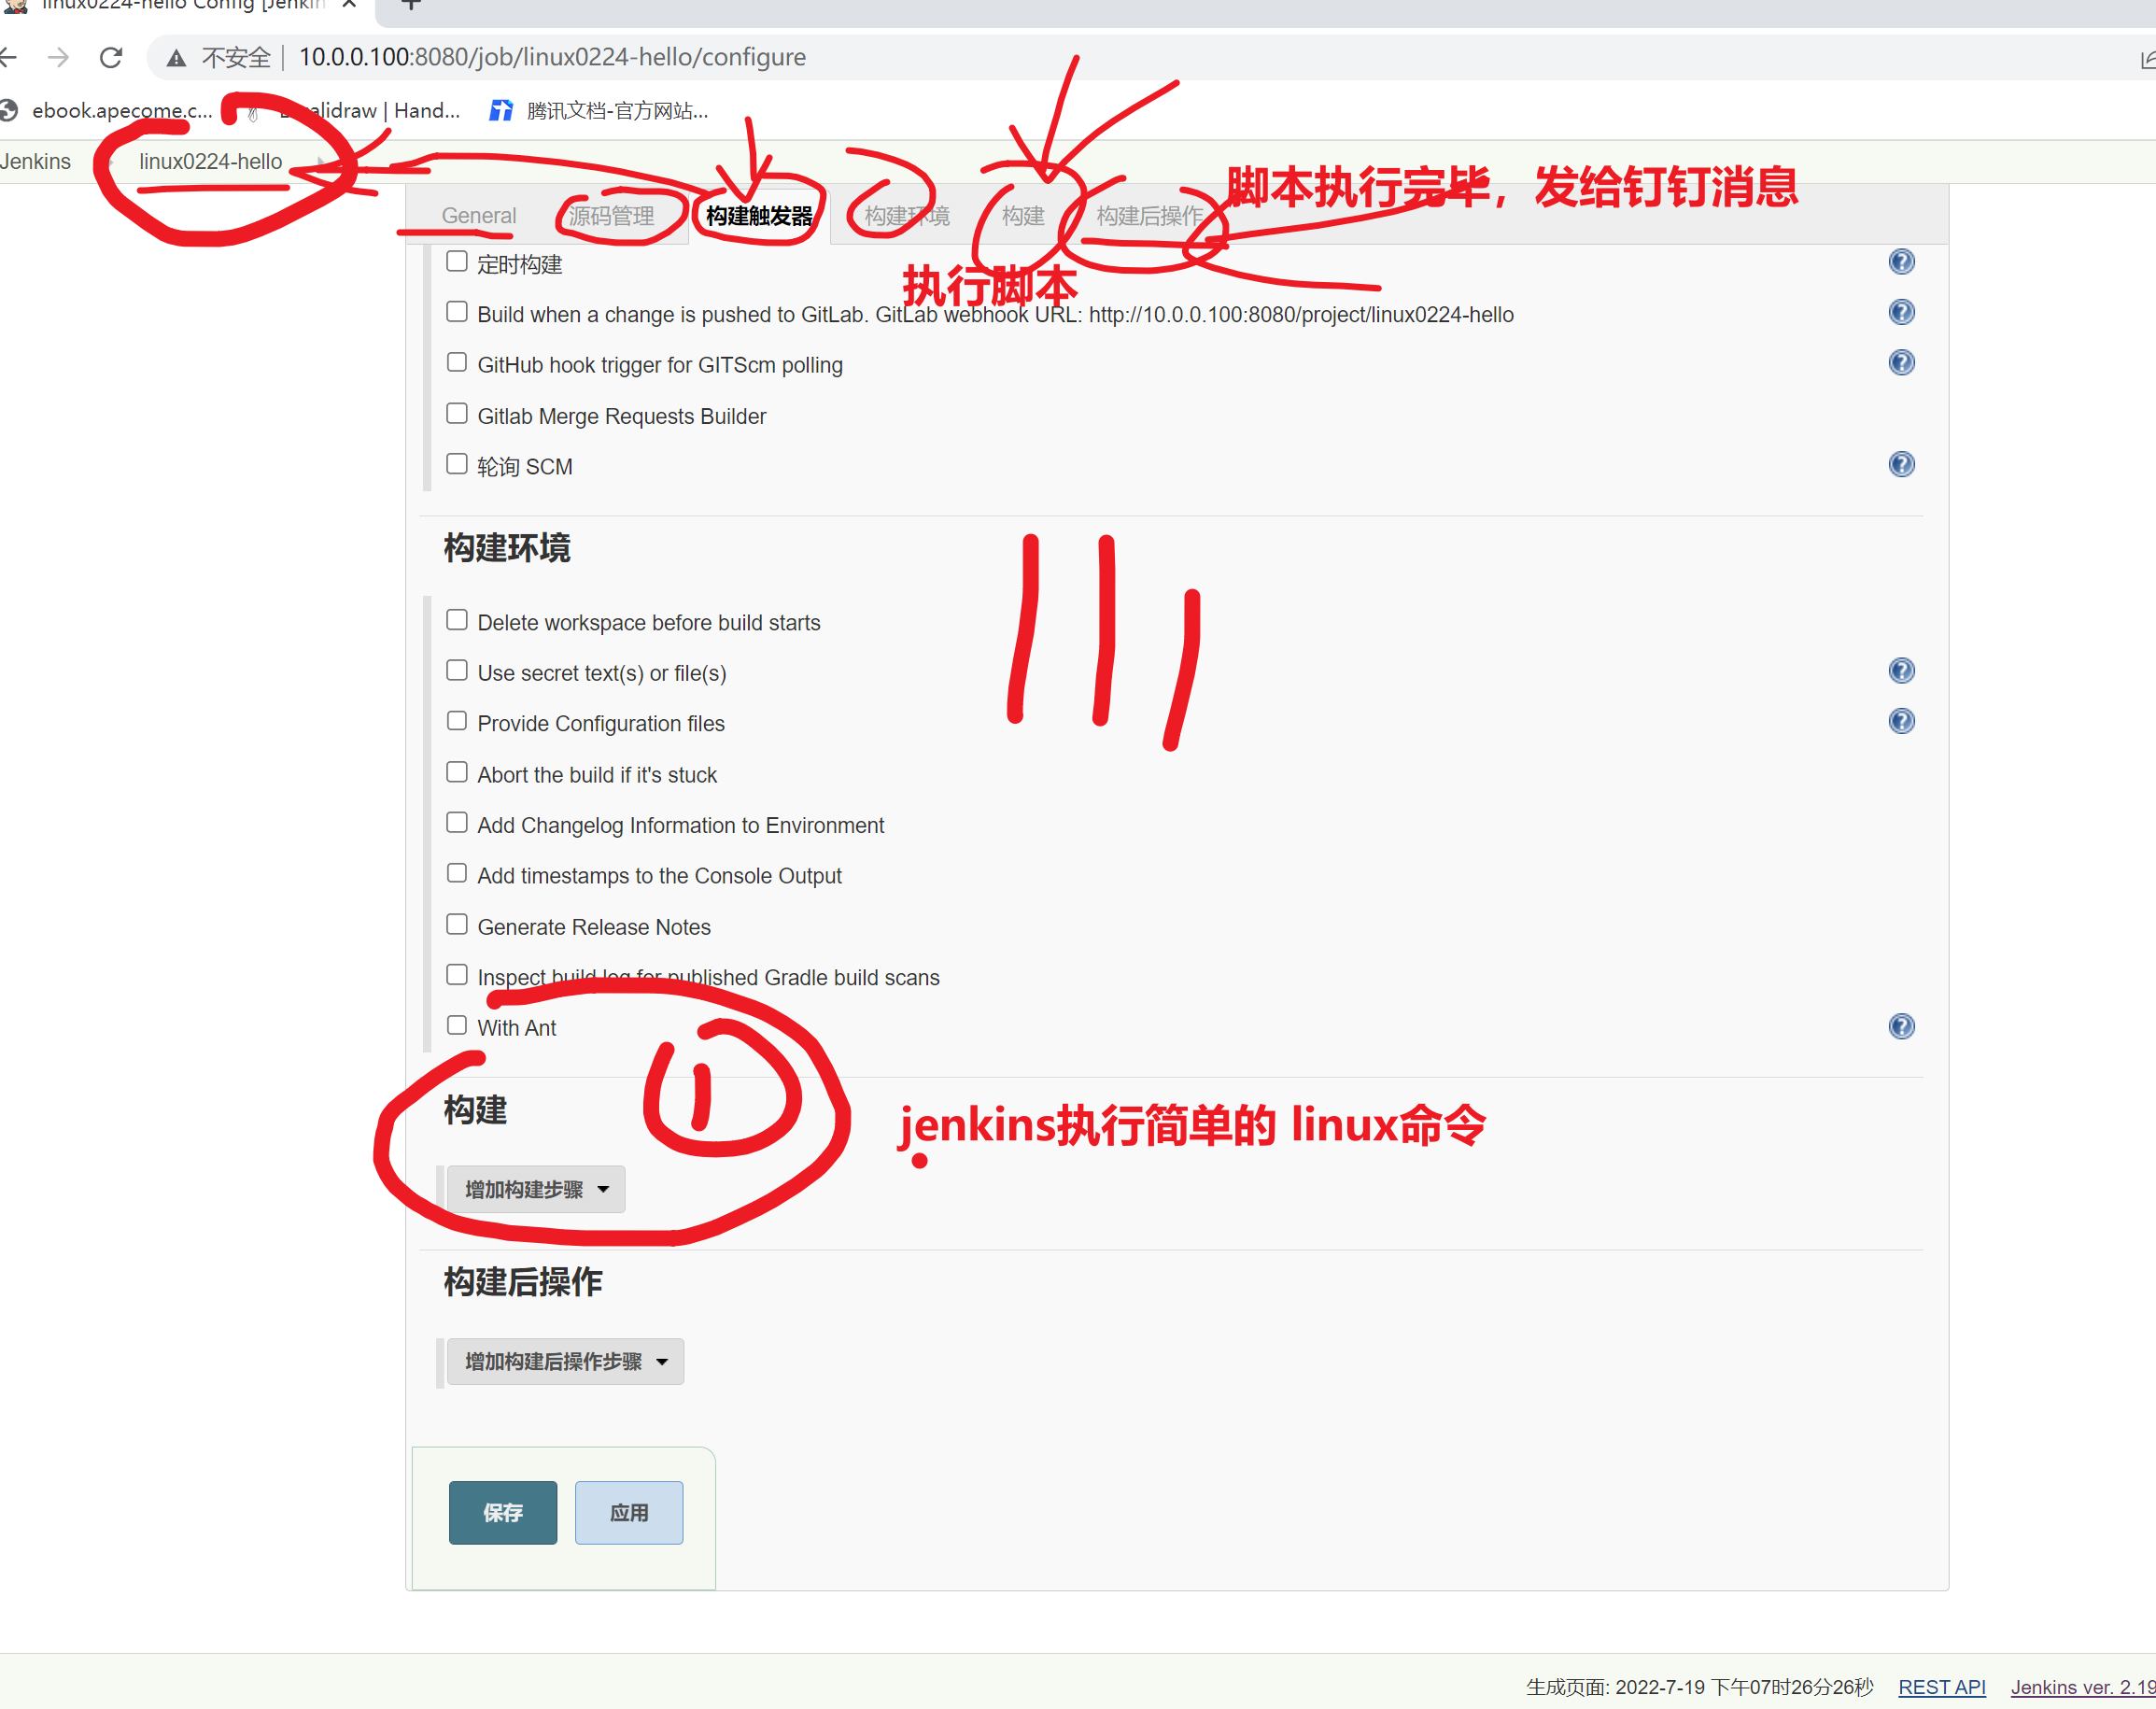 linux0224-hello Config [Jenkin
不安全 | 10.0.0.100:8080/job/linux0224-hello/configure
ebook.apecome.c... alidraw | Hand... 腾讯文档-官方网站...
Jenkins linux0224-hello
脚本执行完毕，发给钉钉消息
General 源码管理 构建触发器 构建环境 构建 构建后操作
执行脚本
定时构建
Build when a change is pushed to GitLab. GitLab webhook URL: http://10.0.0.100:8080/project/linux0224-hello
GitHub hook trigger for GITScm polling
Gitlab Merge Requests Builder
轮询 SCM
构建环境
Delete workspace before build starts
Use secret text(s) or file(s)
Provide Configuration files
Abort the build if it's stuck
Add Changelog Information to Environment
Add timestamps to the Console Output
Generate Release Notes
Inspect build log for published Gradle build scans
With Ant
1
构建
jenkins执行简单的 linux命令
增加构建步骤
构建后操作
增加构建后操作步骤
保存 应用
生成页面: 2022-7-19 下午07时26分26秒 REST API Jenkins ver. 2.19